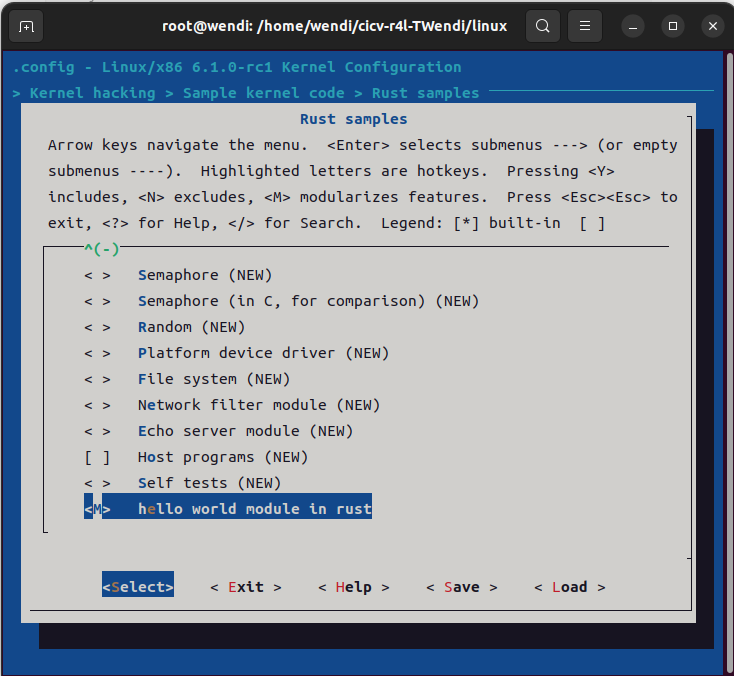 root@wendi: /home/wendi/cicv-r4l-TWendi/linux
.config - Linux/x86 6.1.0-rc1 Kernel Configuration
> Kernel hacking > Sample kernel code > Rust samples
Rust samples
Arrow keys navigate the menu.  <Enter> selects submenus ---> (or empty
submenus ----).  Highlighted letters are hotkeys.  Pressing <Y>
includes, <N> excludes, <M> modularizes features.  Press <Esc><Esc> to
exit, <?> for Help, </> for Search.  Legend: [*] built-in  [ ]
^(-)
< >   Semaphore (NEW)
< >   Semaphore (in C, for comparison) (NEW)
< >   Random (NEW)
< >   Platform device driver (NEW)
< >   File system (NEW)
< >   Network filter module (NEW)
< >   Echo server module (NEW)
[ ]   Host programs (NEW)
< >   Self tests (NEW)
<M>   hello world module in rust
<Select>    < Exit >    < Help >    < Save >    < Load >